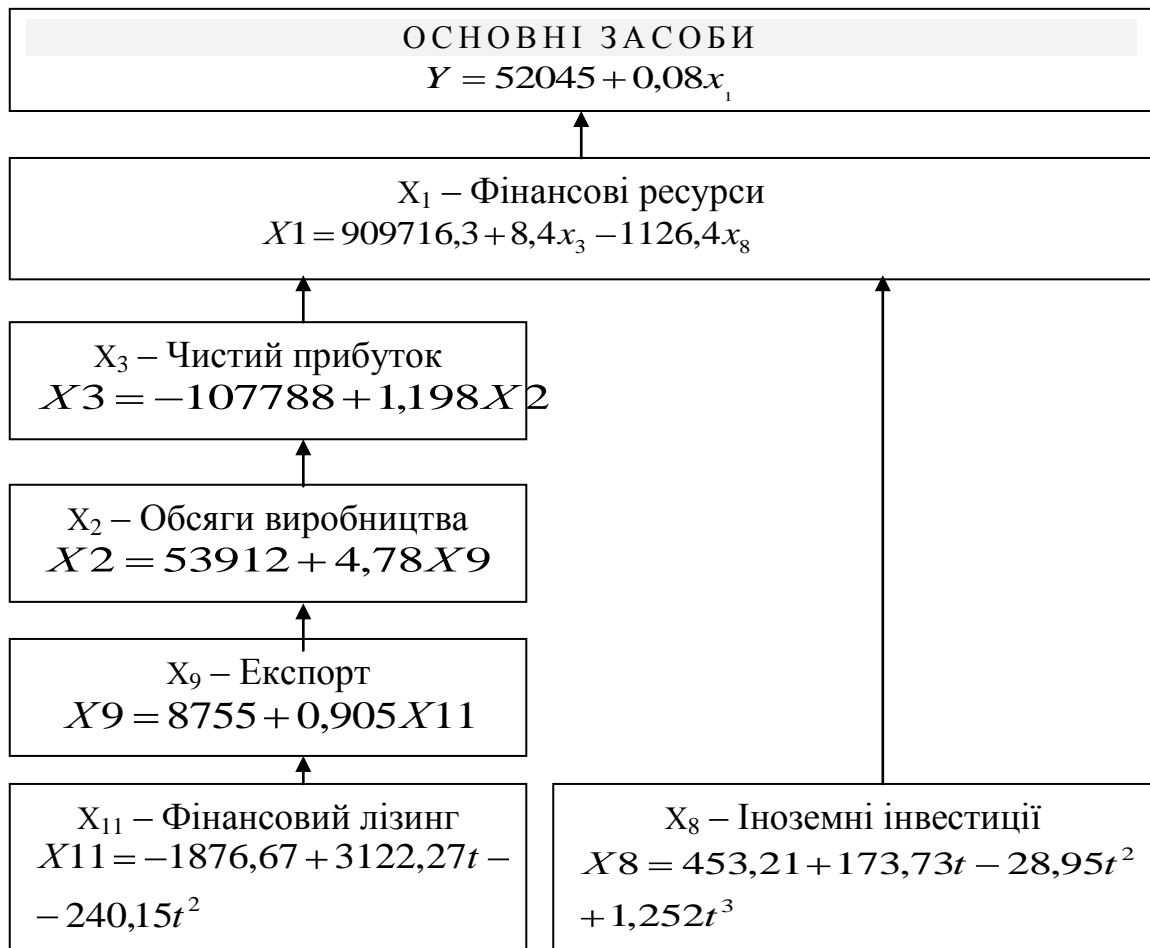 ОСНОВНІ ЗАСОБИ
Y = 52045 + 0,08x₁
X₁ – Фінансові ресурси
X1 = 909716,3 + 8,4x₃ − 1126,4x₈
X₃ – Чистий прибуток
X3 = −107788 + 1,198X2
X₂ – Обсяги виробництва
X2 = 53912 + 4,78X9
X₉ – Експорт
X9 = 8755 + 0,905X11
X₁₁ – Фінансовий лізинг
X11 = −1876,67 + 3122,27t −
− 240,15t²
X₈ – Іноземні інвестиції
X8 = 453,21 + 173,73t − 28,95t²
+ 1,252t³